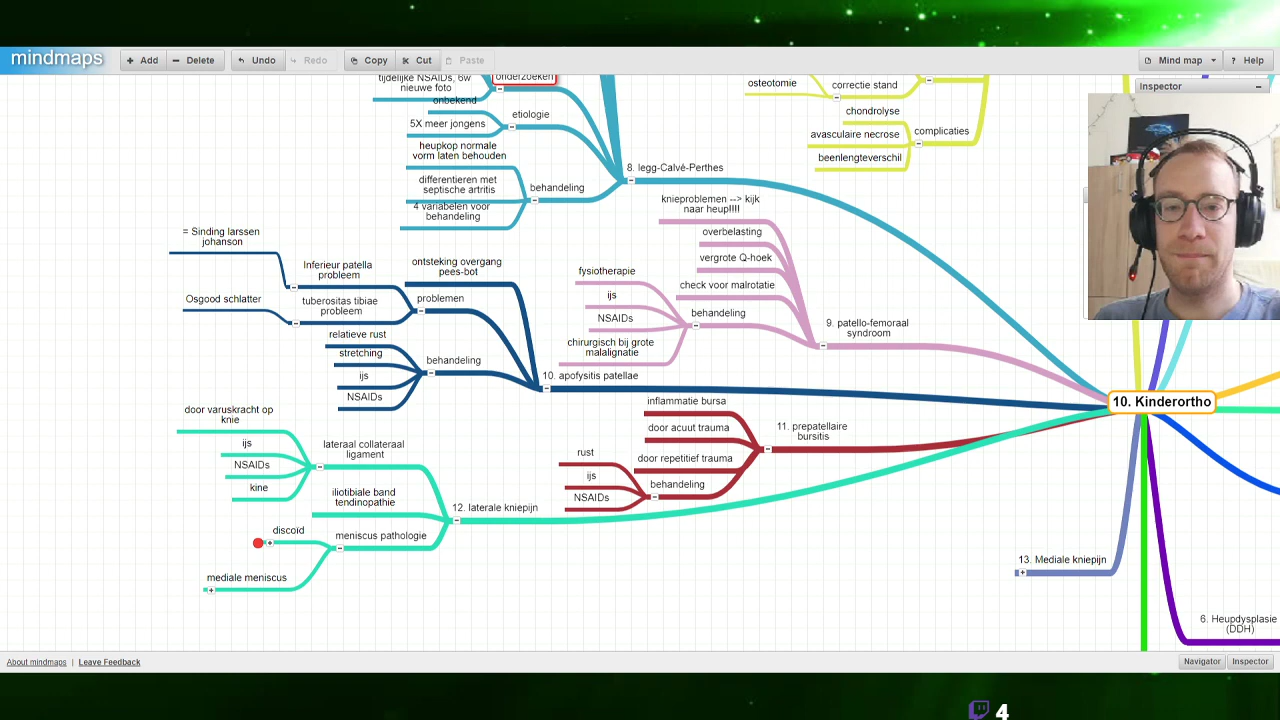 mindmaps
Add
Delete
Undo
Redo
Copy
Cut
Paste
Mind map
? Help
Inspector
tijdelijke NSAIDs, 6w
nieuwe foto
onderzoeken
onbekend
5X meer jongens
etiologie
heupkop normale
vorm laten behouden
differentiëren met
septische artritis
4 variabelen voor
behandeling
behandeling
8. legg-Calvé-Perthes
osteotomie
correctie stand
chondrolyse
avasculaire necrose
beenlengteverschil
complicaties
knieproblemen --> kijk
naar heup!!!!
overbelasting
vergrote Q-hoek
check voor malrotatie
fysiotherapie
ijs
NSAIDs
chirurgisch bij grote
malalignatie
behandeling
9. patello-femoraal
syndroom
= Sinding larssen
johanson
Inferieur patella
probleem
Osgood schlatter
tuberositas tibiae
probleem
ontsteking overgang
pees-bot
problemen
relatieve rust
stretching
ijs
NSAIDs
behandeling
10. apofysitis patellae
10. Kinderortho
inflammatie bursa
door acuut trauma
door repetitief trauma
rust
ijs
NSAIDs
behandeling
11. prepatellaire
bursitis
door varuskracht op
knie
ijs
NSAIDs
kine
lateraal collateraal
ligament
iliotibiale band
tendinopathie
discoïd
mediale meniscus
meniscus pathologie
12. laterale kniepijn
13. Mediale kniepijn
6. Heupdysplasie
(DDH)
About mindmaps | Leave Feedback
Navigator
Inspector
4